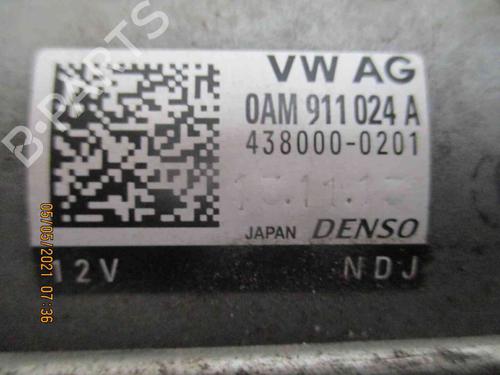 VW AG
0AM 911 024 A
438000-0201
JAPAN DENSO
12V NDJ
B-PARTS
05/05/2021 07:36